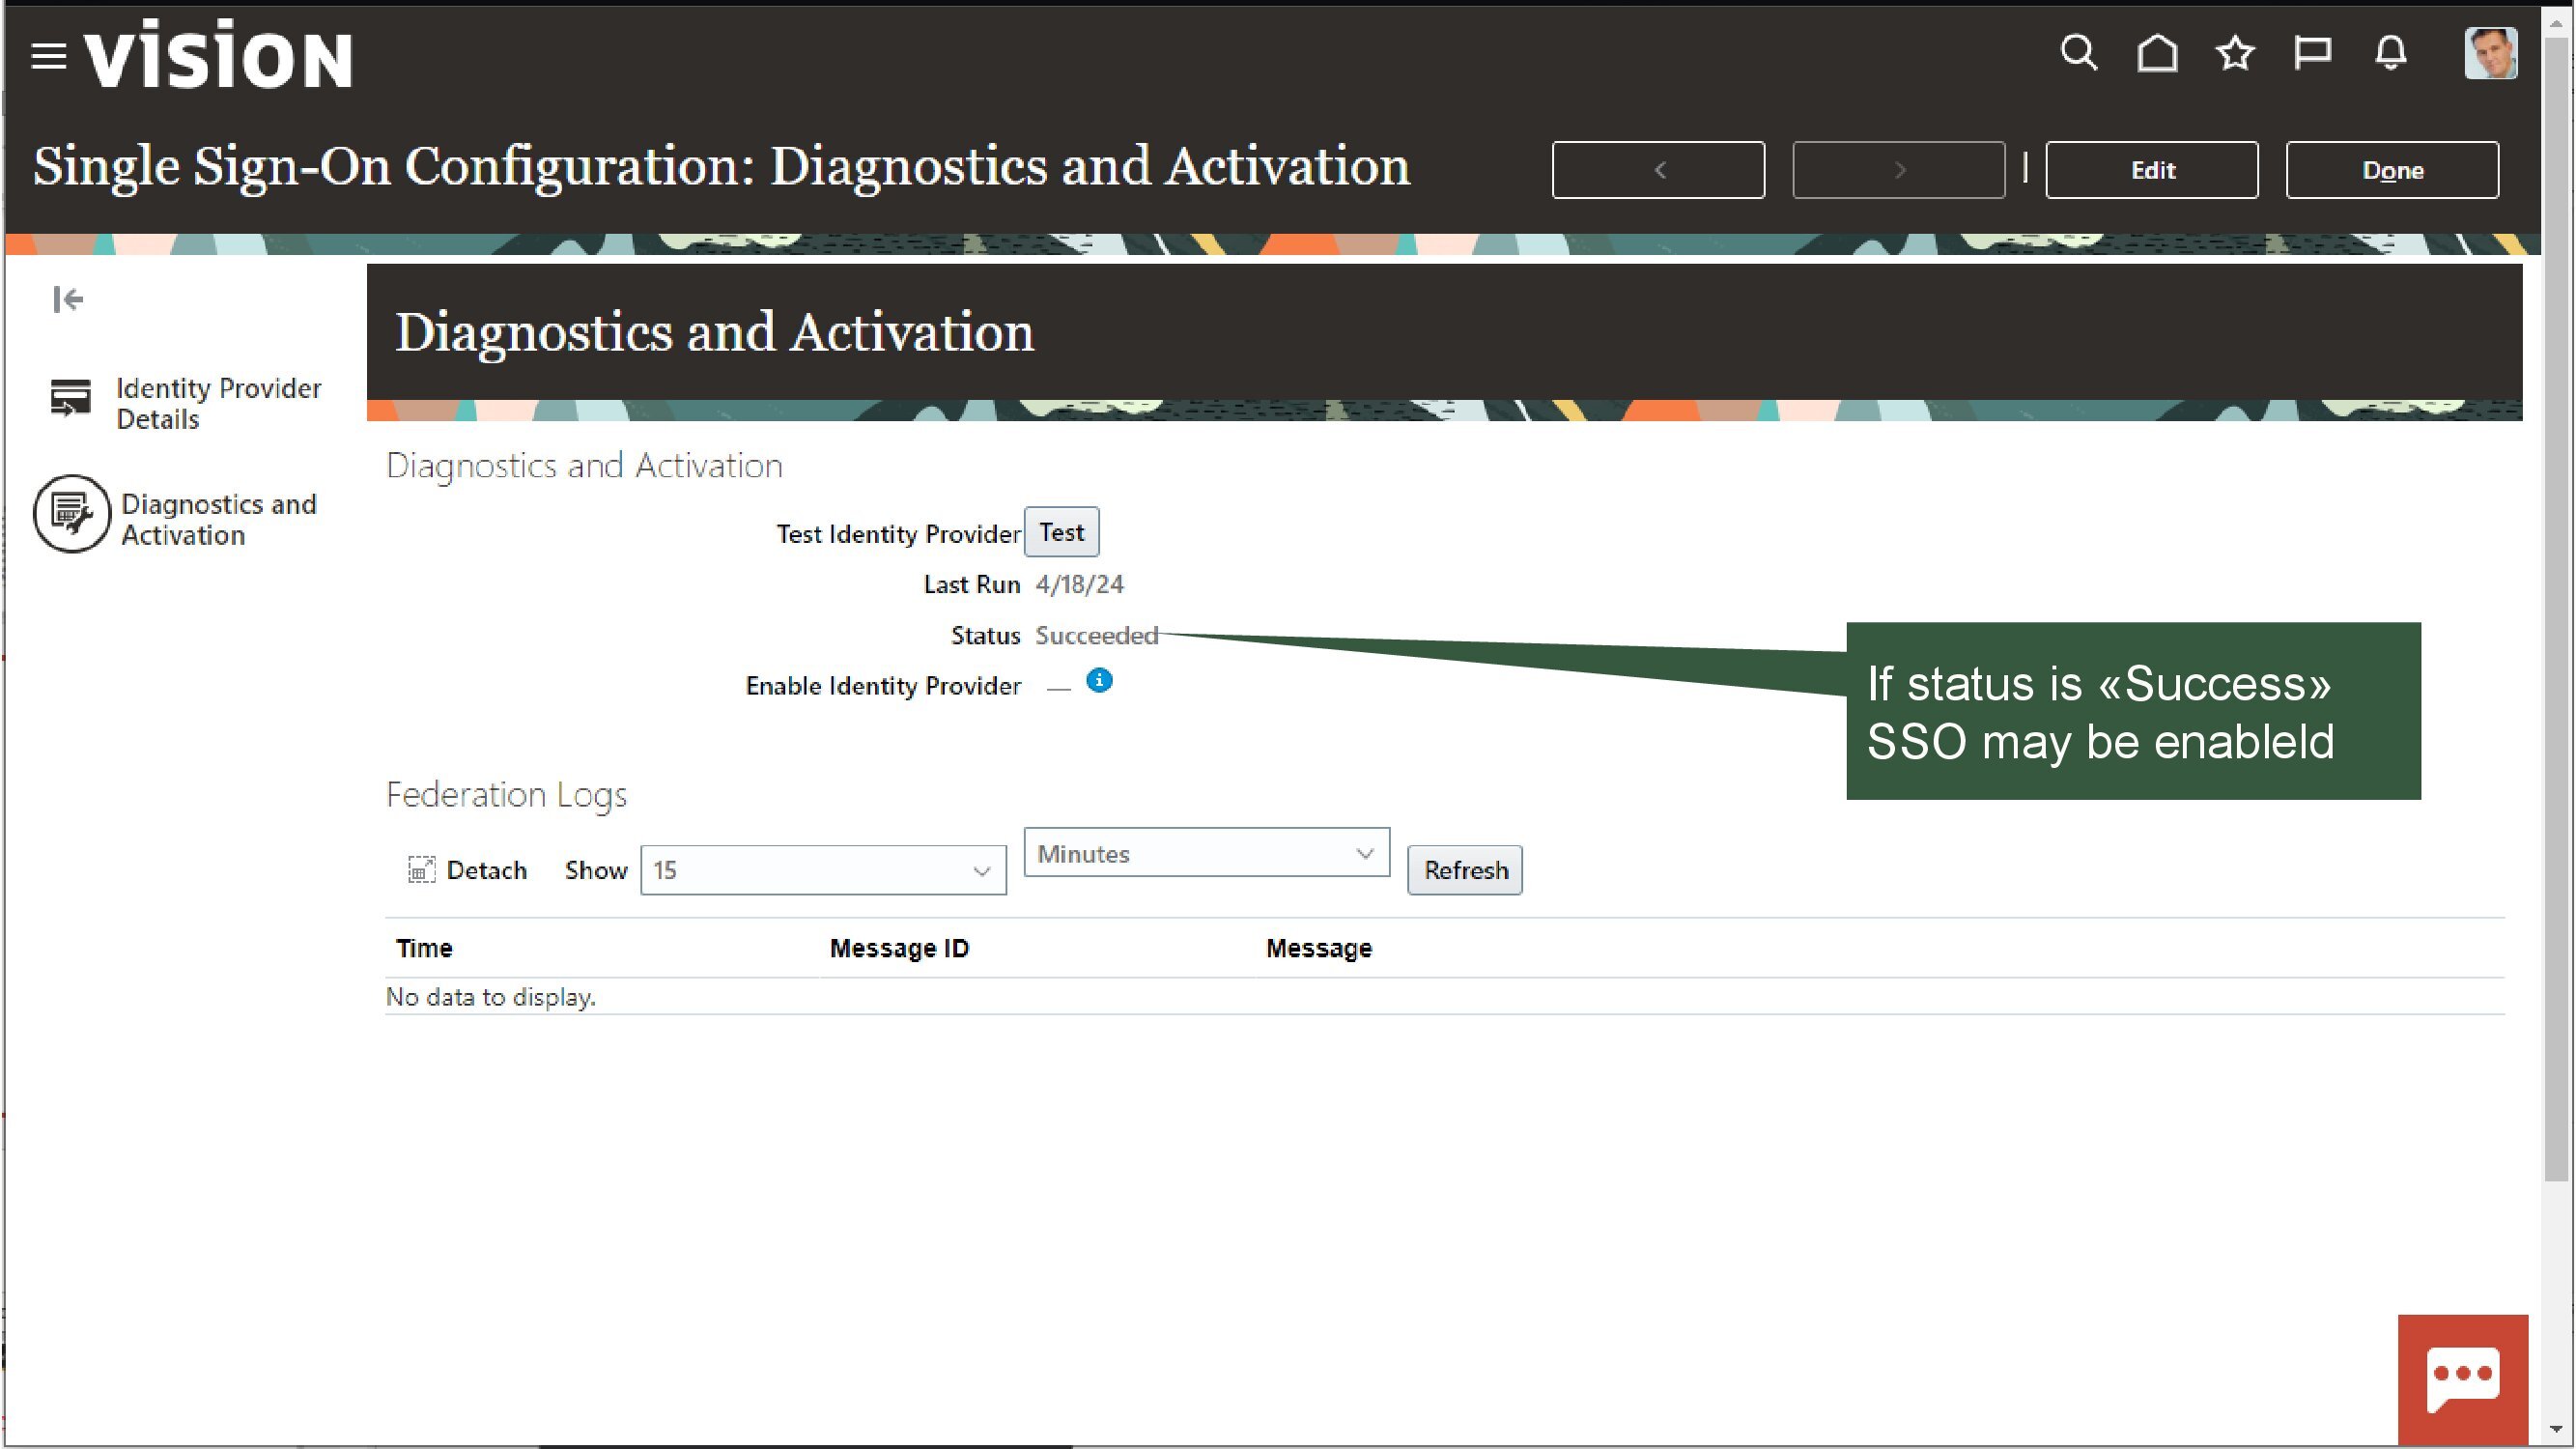 VISION
Single Sign-On Configuration: Diagnostics and Activation
Edit
Done
Diagnostics and Activation
Identity Provider
Details
Diagnostics and
Activation
Diagnostics and Activation
Test Identity Provider Test
Last Run 4/18/24
Status Succeeded
Enable Identity Provider
If status is «Success»
SSO may be enableld
Federation Logs
Detach Show 15 Minutes Refresh
Time Message ID Message
No data to display.